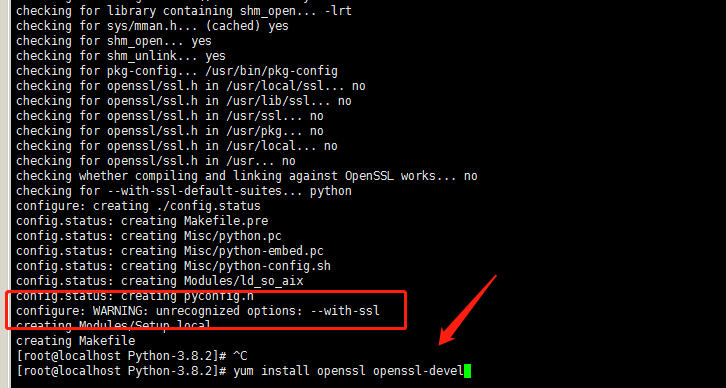 checking for library containing shm_open... -lrt
checking for sys/mman.h... (cached) yes
checking for shm_open... yes
checking for shm_unlink... yes
checking for pkg-config... /usr/bin/pkg-config
checking for openssl/ssl.h in /usr/local/ssl... no
checking for openssl/ssl.h in /usr/lib/ssl... no
checking for openssl/ssl.h in /usr/ssl... no
checking for openssl/ssl.h in /usr/pkg... no
checking for openssl/ssl.h in /usr/local... no
checking for openssl/ssl.h in /usr... no
checking whether compiling and linking against OpenSSL works... no
checking for --with-ssl-default-suites... python
configure: creating ./config.status
config.status: creating Makefile.pre
config.status: creating Misc/python.pc
config.status: creating Misc/python-embed.pc
config.status: creating Misc/python-config.sh
config.status: creating Modules/ld_so_aix
config.status: creating pyconfig.h
configure: WARNING: unrecognized options: --with-ssl
creating Modules/Setup.local
creating Makefile
[root@localhost Python-3.8.2]# ^C
[root@localhost Python-3.8.2]# yum install openssl openssl-devel